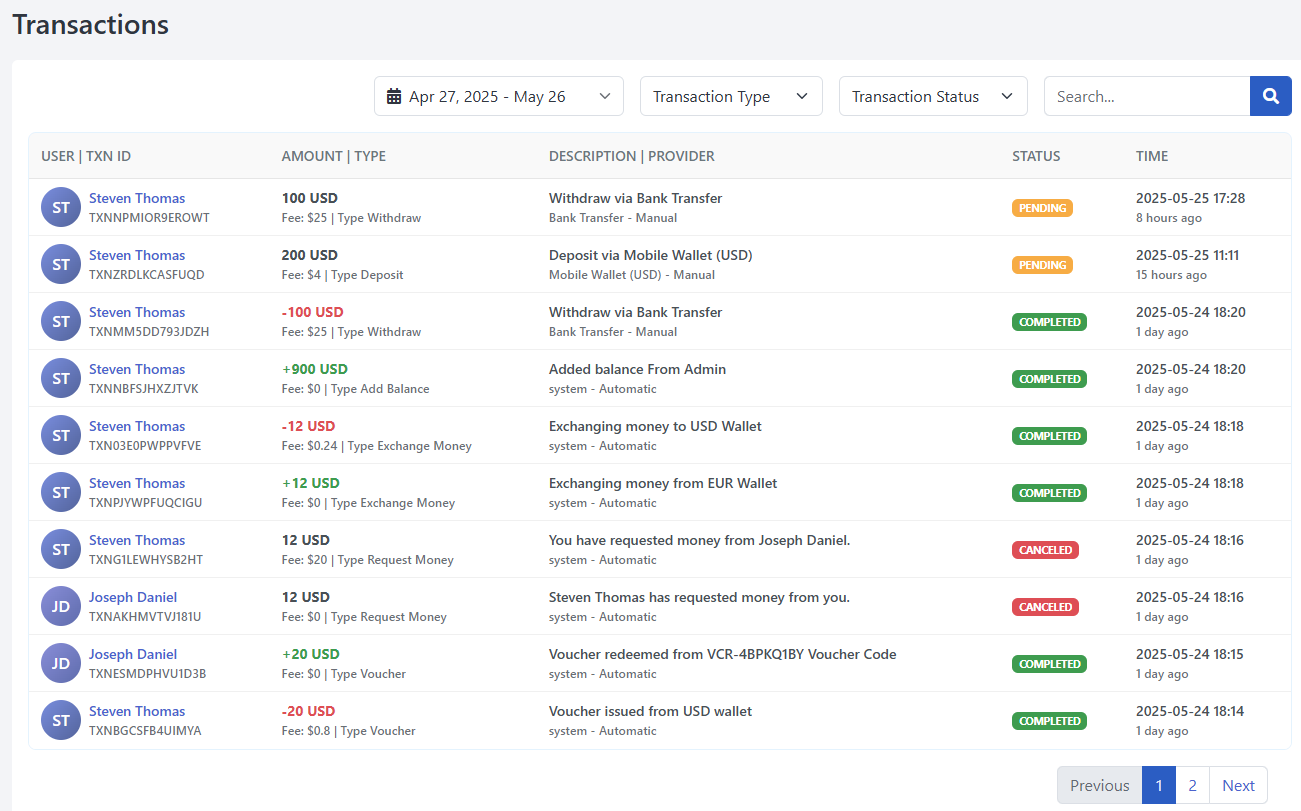 Transactions
Apr 27, 2025 - May 26 Transaction Type Transaction Status Search...
USER | TXN ID AMOUNT | TYPE DESCRIPTION | PROVIDER STATUS TIME
ST Steven Thomas 100 USD Withdraw via Bank Transfer PENDING 2025-05-25 17:28
TXNNPMIOR9EROWT Fee: $25 | Type Withdraw Bank Transfer - Manual 8 hours ago
ST Steven Thomas 200 USD Deposit via Mobile Wallet (USD) PENDING 2025-05-25 11:11
TXNZRDLKCASFUQD Fee: $4 | Type Deposit Mobile Wallet (USD) - Manual 15 hours ago
ST Steven Thomas -100 USD Withdraw via Bank Transfer COMPLETED 2025-05-24 18:20
TXNMM5DD793JDZH Fee: $25 | Type Withdraw Bank Transfer - Manual 1 day ago
ST Steven Thomas +900 USD Added balance From Admin COMPLETED 2025-05-24 18:20
TXNNBFSJHXZJTVK Fee: $0 | Type Add Balance system - Automatic 1 day ago
ST Steven Thomas -12 USD Exchanging money to USD Wallet COMPLETED 2025-05-24 18:18
TXN03E0PWPPVFVE Fee: $0.24 | Type Exchange Money system - Automatic 1 day ago
ST Steven Thomas +12 USD Exchanging money from EUR Wallet COMPLETED 2025-05-24 18:18
TXNPJYWPFUQCIGU Fee: $0 | Type Exchange Money system - Automatic 1 day ago
ST Steven Thomas 12 USD You have requested money from Joseph Daniel. CANCELED 2025-05-24 18:16
TXNG1LEWHYSB2HT Fee: $20 | Type Request Money system - Automatic 1 day ago
JD Joseph Daniel 12 USD Steven Thomas has requested money from you. CANCELED 2025-05-24 18:16
TXNAKHMVTVJ181U Fee: $0 | Type Request Money system - Automatic 1 day ago
JD Joseph Daniel +20 USD Voucher redeemed from VCR-4BPKQ1BY Voucher Code COMPLETED 2025-05-24 18:15
TXNESMDPHVU1D3B Fee: $0 | Type Voucher system - Automatic 1 day ago
ST Steven Thomas -20 USD Voucher issued from USD wallet COMPLETED 2025-05-24 18:14
TXNBGCSFB4UIMYA Fee: $0.8 | Type Voucher system - Automatic 1 day ago
Previous 1 2 Next